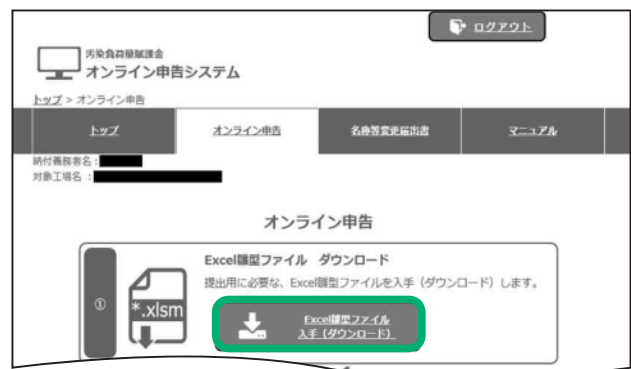 ログアウト
汚染負荷量賦課金
オンライン申告システム
トップ > オンライン申告
トップ
オンライン申告
名称等変更届出書
マニュアル
納付義務者名:
対象工場名 :
オンライン申告
①
*.xlsm
Excel雛型ファイル ダウンロード
提出用に必要な、Excel雛型ファイルを入手（ダウンロード）します。
Excel雛型ファイル
入手（ダウンロード）